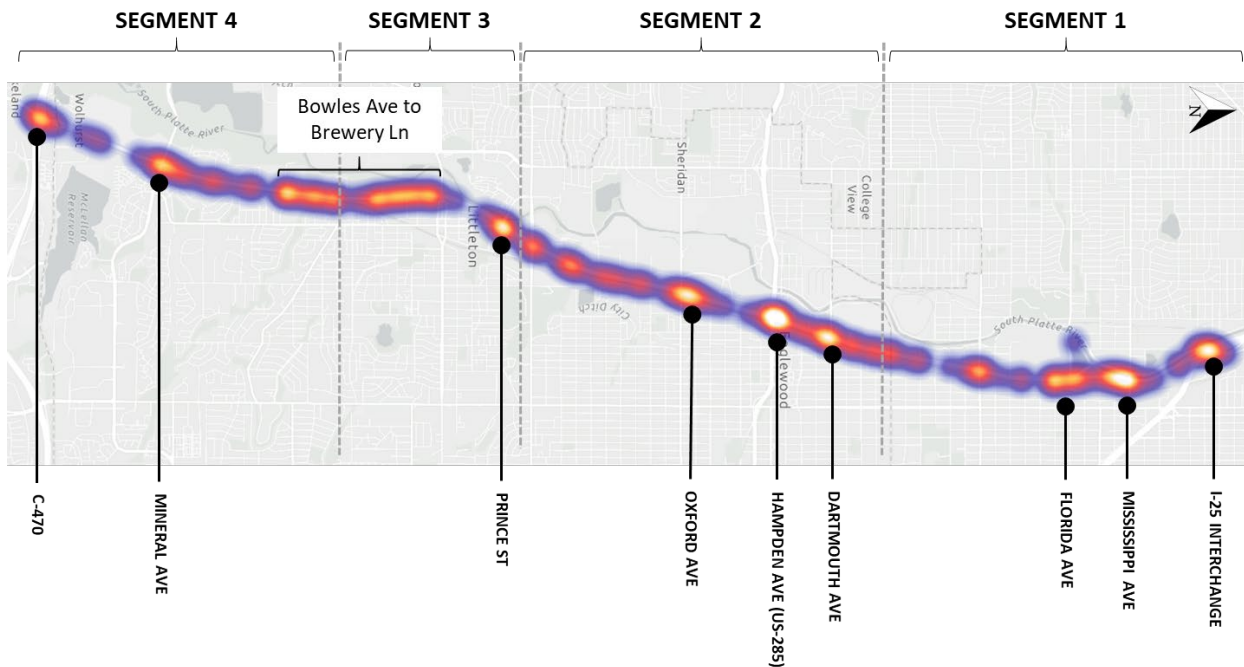 SEGMENT 4
SEGMENT 3
SEGMENT 2
SEGMENT 1
Bowles Ave to
Brewery Ln
eland
Wolhurst
South-Platte River
McLellan
Reservoir
Littleton
City Ditch
Sheridan
College
View
Englewood
South Platte River
N
C-470
MINERAL AVE
PRINCE ST
OXFORD AVE
HAMPDEN AVE (US-285)
DARTMOUTH AVE
FLORIDA AVE
MISSISSIPPI AVE
I-25 INTERCHANGE